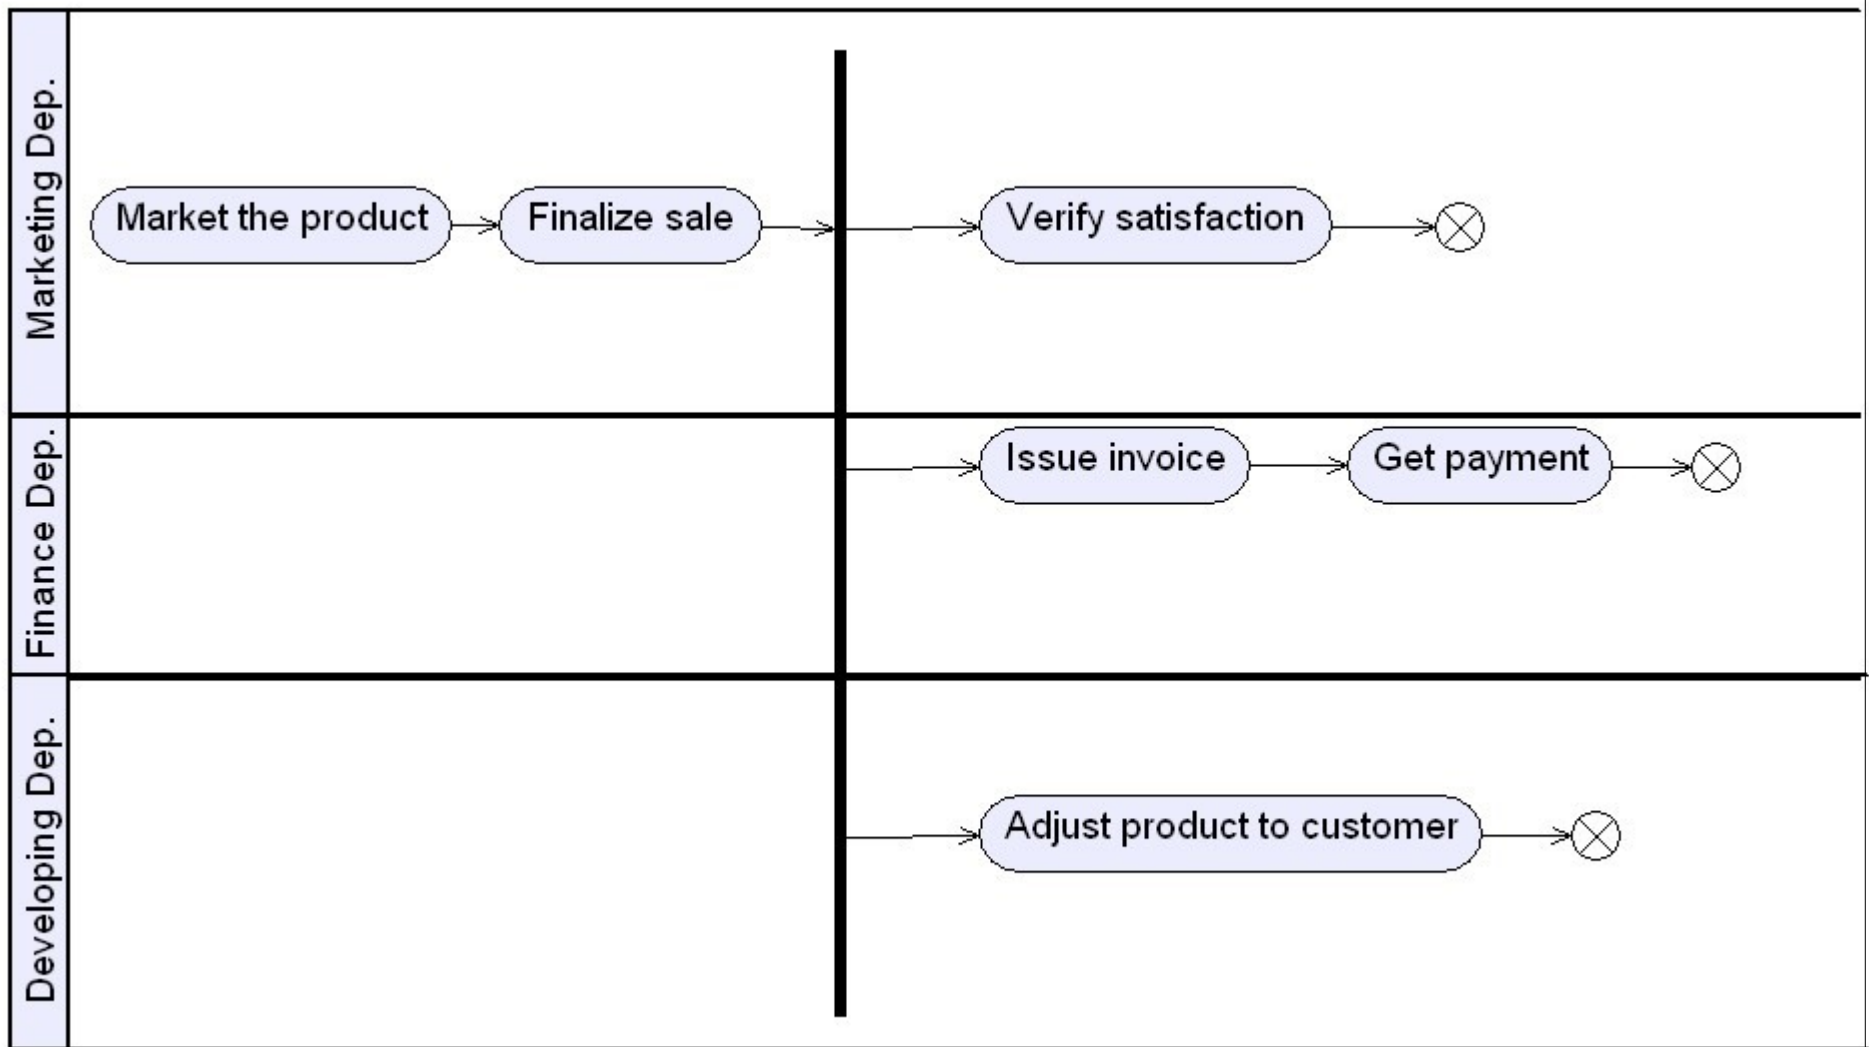 Marketing Dep.
Market the product
Finalize sale
Verify satisfaction
Finance Dep.
Issue invoice
Get payment
Developing Dep.
Adjust product to customer